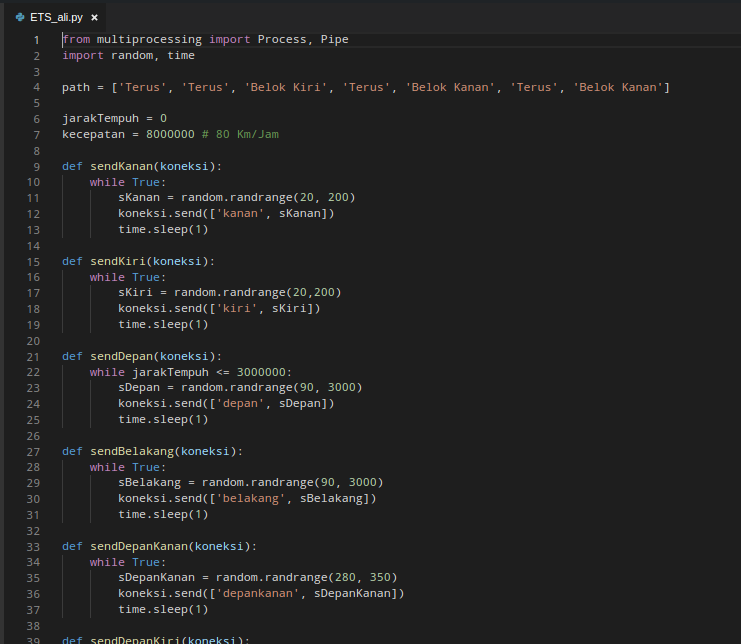 ETS_ali.py ×
1 from multiprocessing import Process, Pipe
2 import random, time
3
4 path = ['Terus', 'Terus', 'Belok Kiri', 'Terus', 'Belok Kanan', 'Terus', 'Belok Kanan']
5
6 jarakTempuh = 0
7 kecepatan = 8000000 # 80 Km/Jam
8
9 def sendKanan(koneksi):
10     while True:
11         sKanan = random.randrange(20, 200)
12         koneksi.send(['kanan', sKanan])
13         time.sleep(1)
14
15 def sendKiri(koneksi):
16     while True:
17         sKiri = random.randrange(20,200)
18         koneksi.send(['kiri', sKiri])
19         time.sleep(1)
20
21 def sendDepan(koneksi):
22     while jarakTempuh <= 3000000:
23         sDepan = random.randrange(90, 3000)
24         koneksi.send(['depan', sDepan])
25         time.sleep(1)
26
27 def sendBelakang(koneksi):
28     while True:
29         sBelakang = random.randrange(90, 3000)
30         koneksi.send(['belakang', sBelakang])
31         time.sleep(1)
32
33 def sendDepanKanan(koneksi):
34     while True:
35         sDepanKanan = random.randrange(280, 350)
36         koneksi.send(['depankanan', sDepanKanan])
37         time.sleep(1)
38
39 def sendDepanKiri(koneksi):